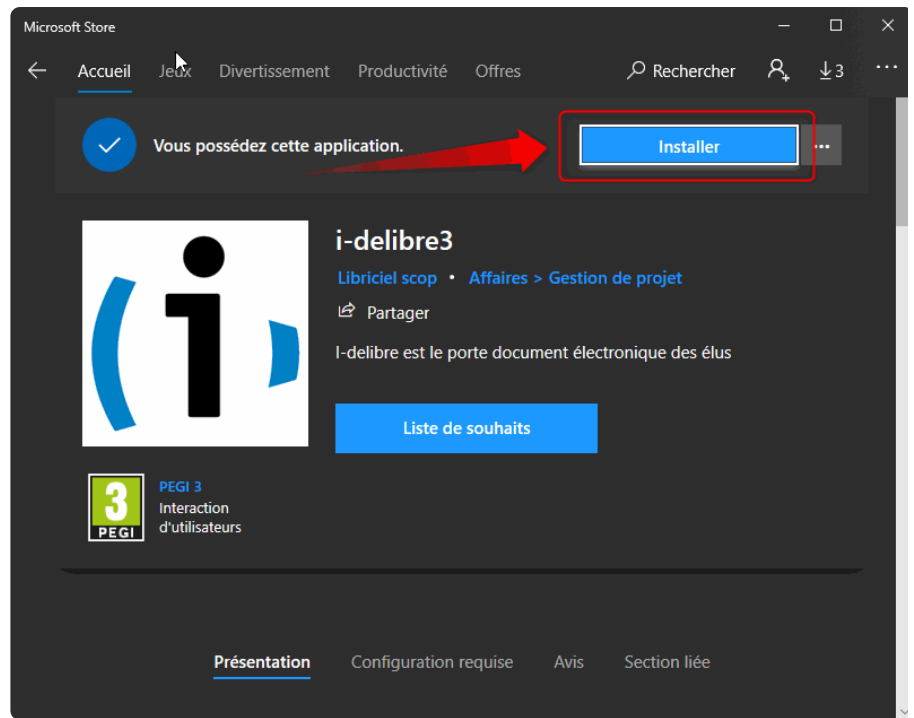 Microsoft Store
Accueil Jeux Divertissement Productivité Offres Rechercher 3
Vous possédez cette application. Installer
i-delibre3
Libriciel scop • Affaires > Gestion de projet
Partager
I-delibre est le porte document électronique des élus
Liste de souhaits
3
PEGI
PEGI 3
Interaction
d'utilisateurs
Présentation Configuration requise Avis Section liée